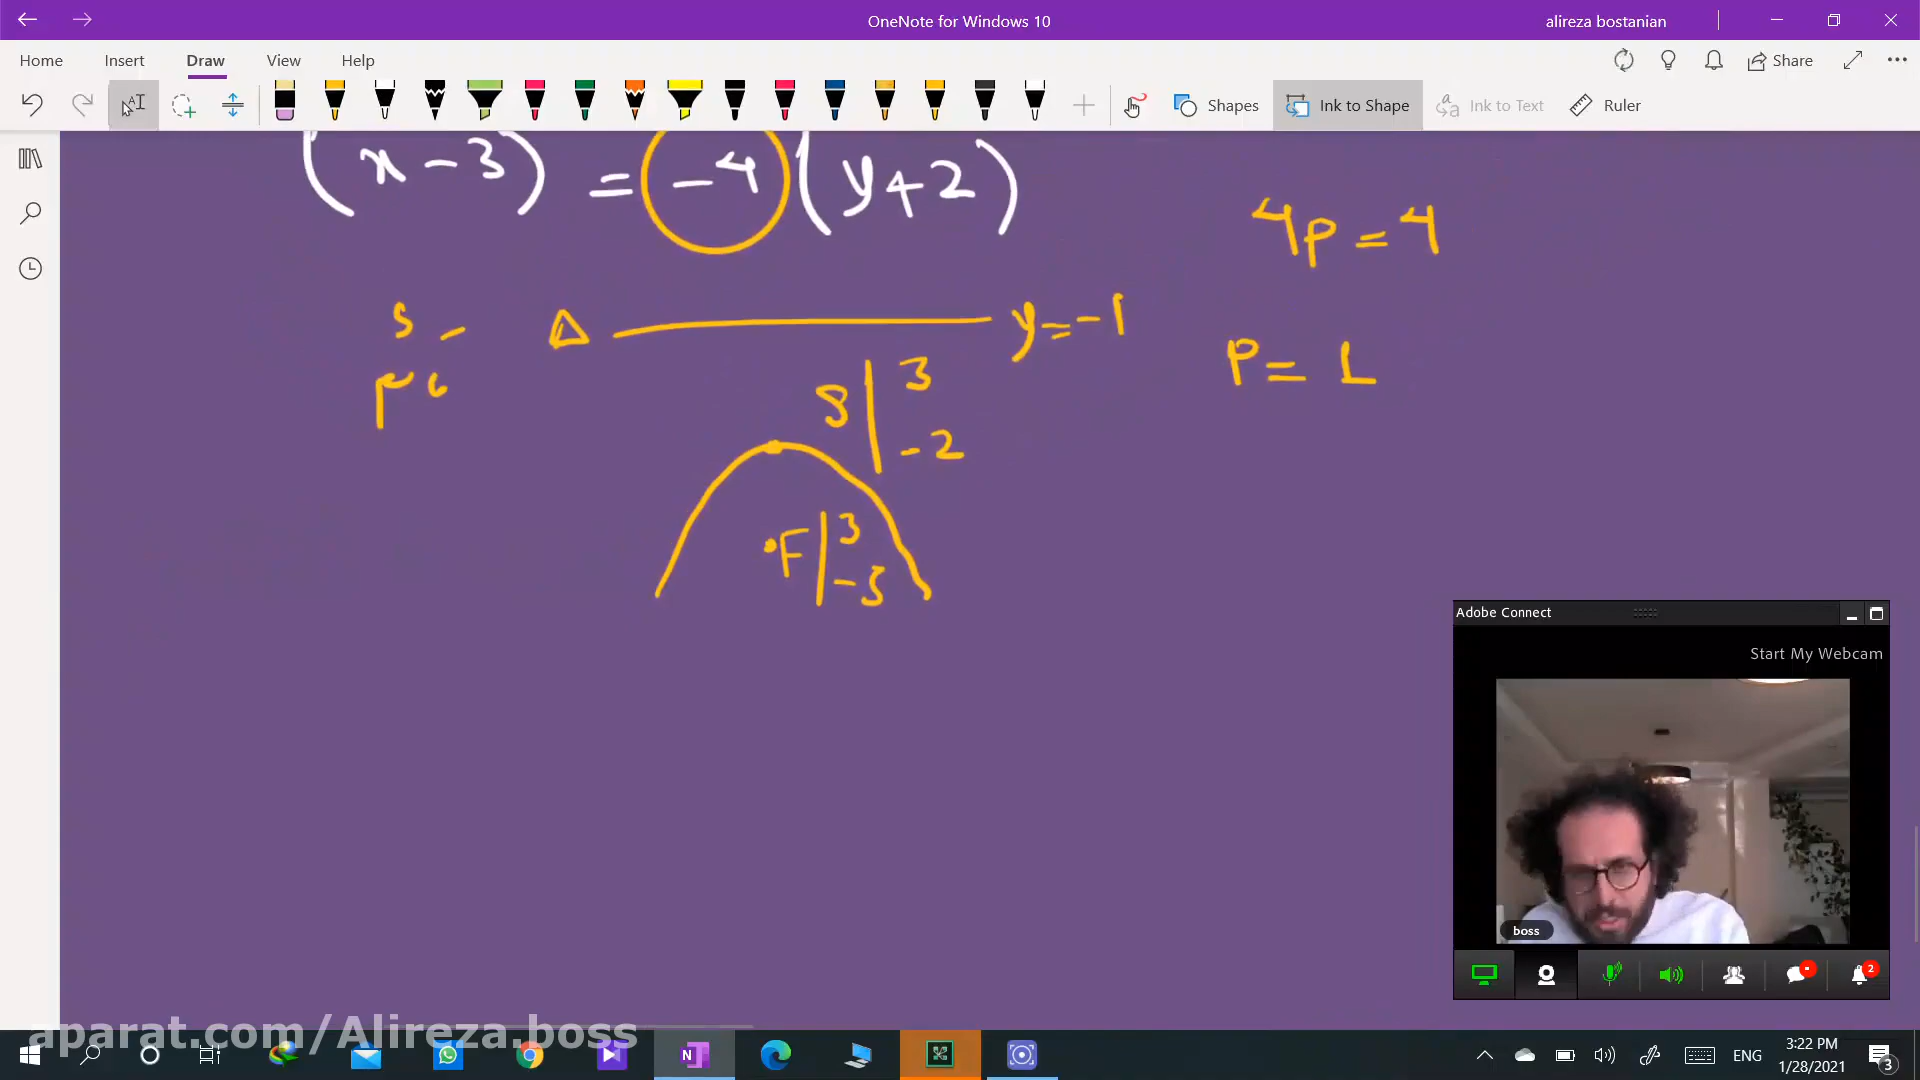 OneNote for Windows 10
alireza bostanian
Home Insert Draw View Help
Share
Shapes
Ink to Shape
Ink to Text
Ruler
(x - 3) = -4 (y + 2)
4P = 4
S -
Δ
y = -1
P = 1
S | 3
-2
F | 3
-3
Adobe Connect
Start My Webcam
boss
2
aparat.com/Alireza.boss
ENG
3:22 PM
1/28/2021
3